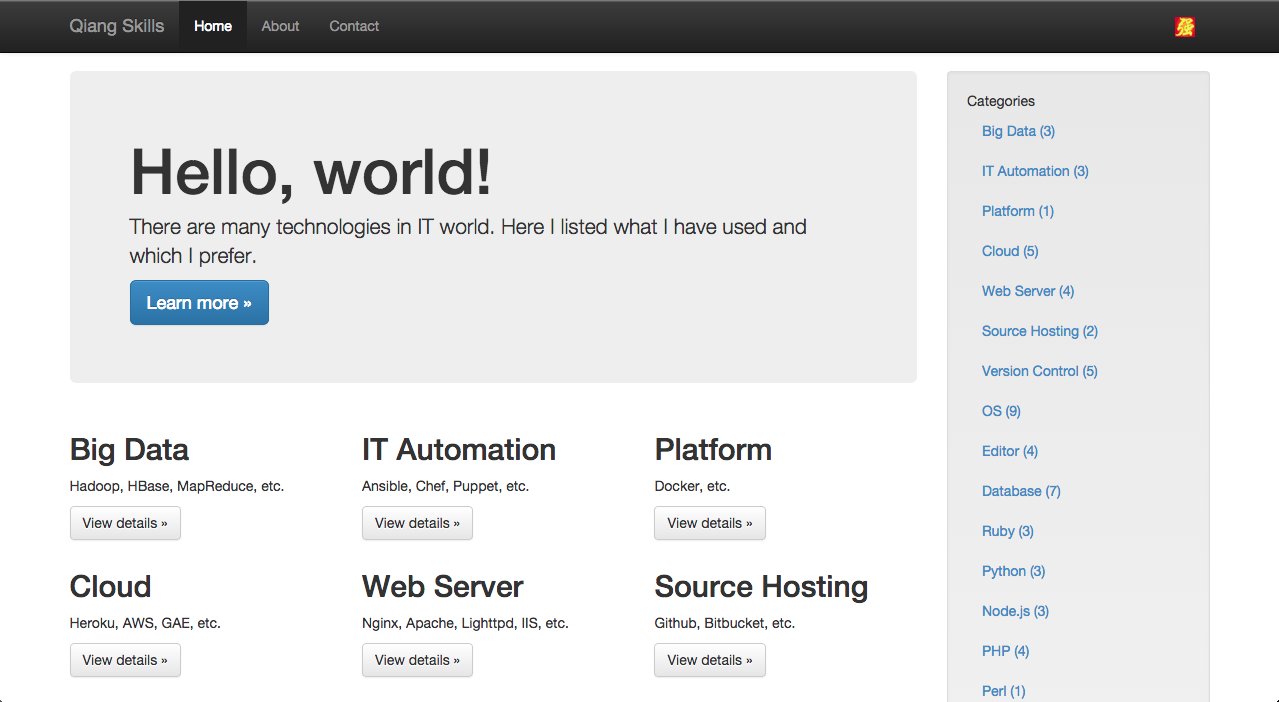 Qiang Skills Home About Contact 强
Hello, world!
There are many technologies in IT world. Here I listed what I have used and
which I prefer.
Learn more »
Big Data
Hadoop, HBase, MapReduce, etc.
View details »
IT Automation
Ansible, Chef, Puppet, etc.
View details »
Platform
Docker, etc.
View details »
Cloud
Heroku, AWS, GAE, etc.
View details »
Web Server
Nginx, Apache, Lighttpd, IIS, etc.
View details »
Source Hosting
Github, Bitbucket, etc.
View details »
Categories
Big Data (3)
IT Automation (3)
Platform (1)
Cloud (5)
Web Server (4)
Source Hosting (2)
Version Control (5)
OS (9)
Editor (4)
Database (7)
Ruby (3)
Python (3)
Node.js (3)
PHP (4)
Perl (1)